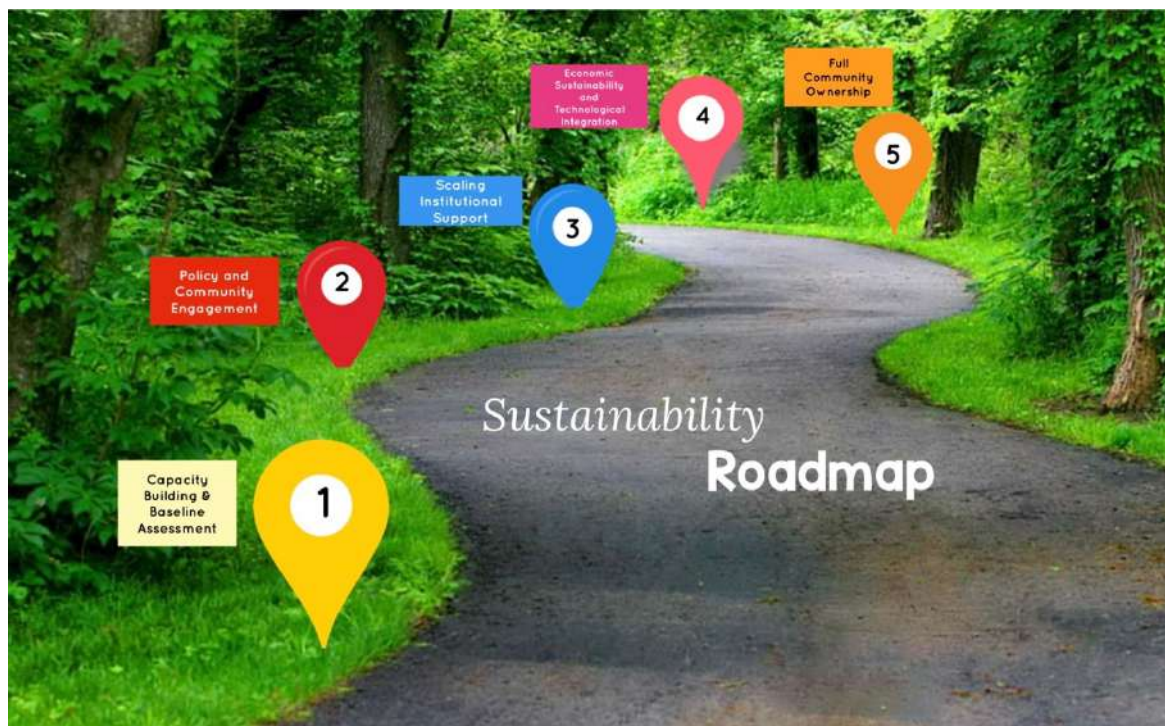 Economic
Sustainability
and
Technological
Integration
4
Full
Community
Ownership
5
Scaling
Institutional
Support
3
Policy and
Community
Engagement
2
Sustainability
Roadmap
Capacity
Building &
Baseline
Assessment
1